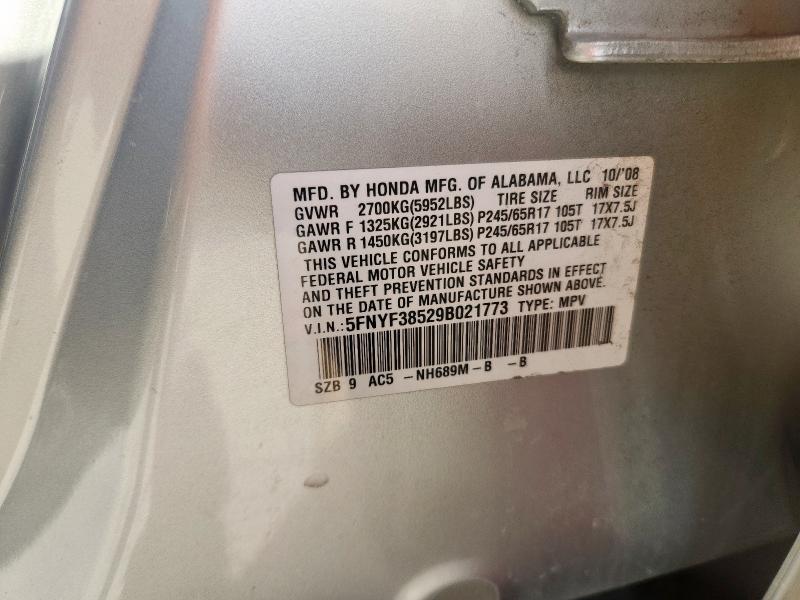 MFD. BY HONDA MFG. OF ALABAMA, LLC 10/'08
GVWR 2700KG(5952LBS) TIRE SIZE RIM SIZE
GAWR F 1325KG(2921LBS) P245/65R17 105T 17X7.5J
GAWR R 1450KG(3197LBS) P245/65R17 105T 17X7.5J
THIS VEHICLE CONFORMS TO ALL APPLICABLE
FEDERAL MOTOR VEHICLE SAFETY
AND THEFT PREVENTION STANDARDS IN EFFECT
ON THE DATE OF MANUFACTURE SHOWN ABOVE.
V.I.N.:5FNYF38529B021773 TYPE: MPV
SZB 9 AC5 -NH689M-B -B